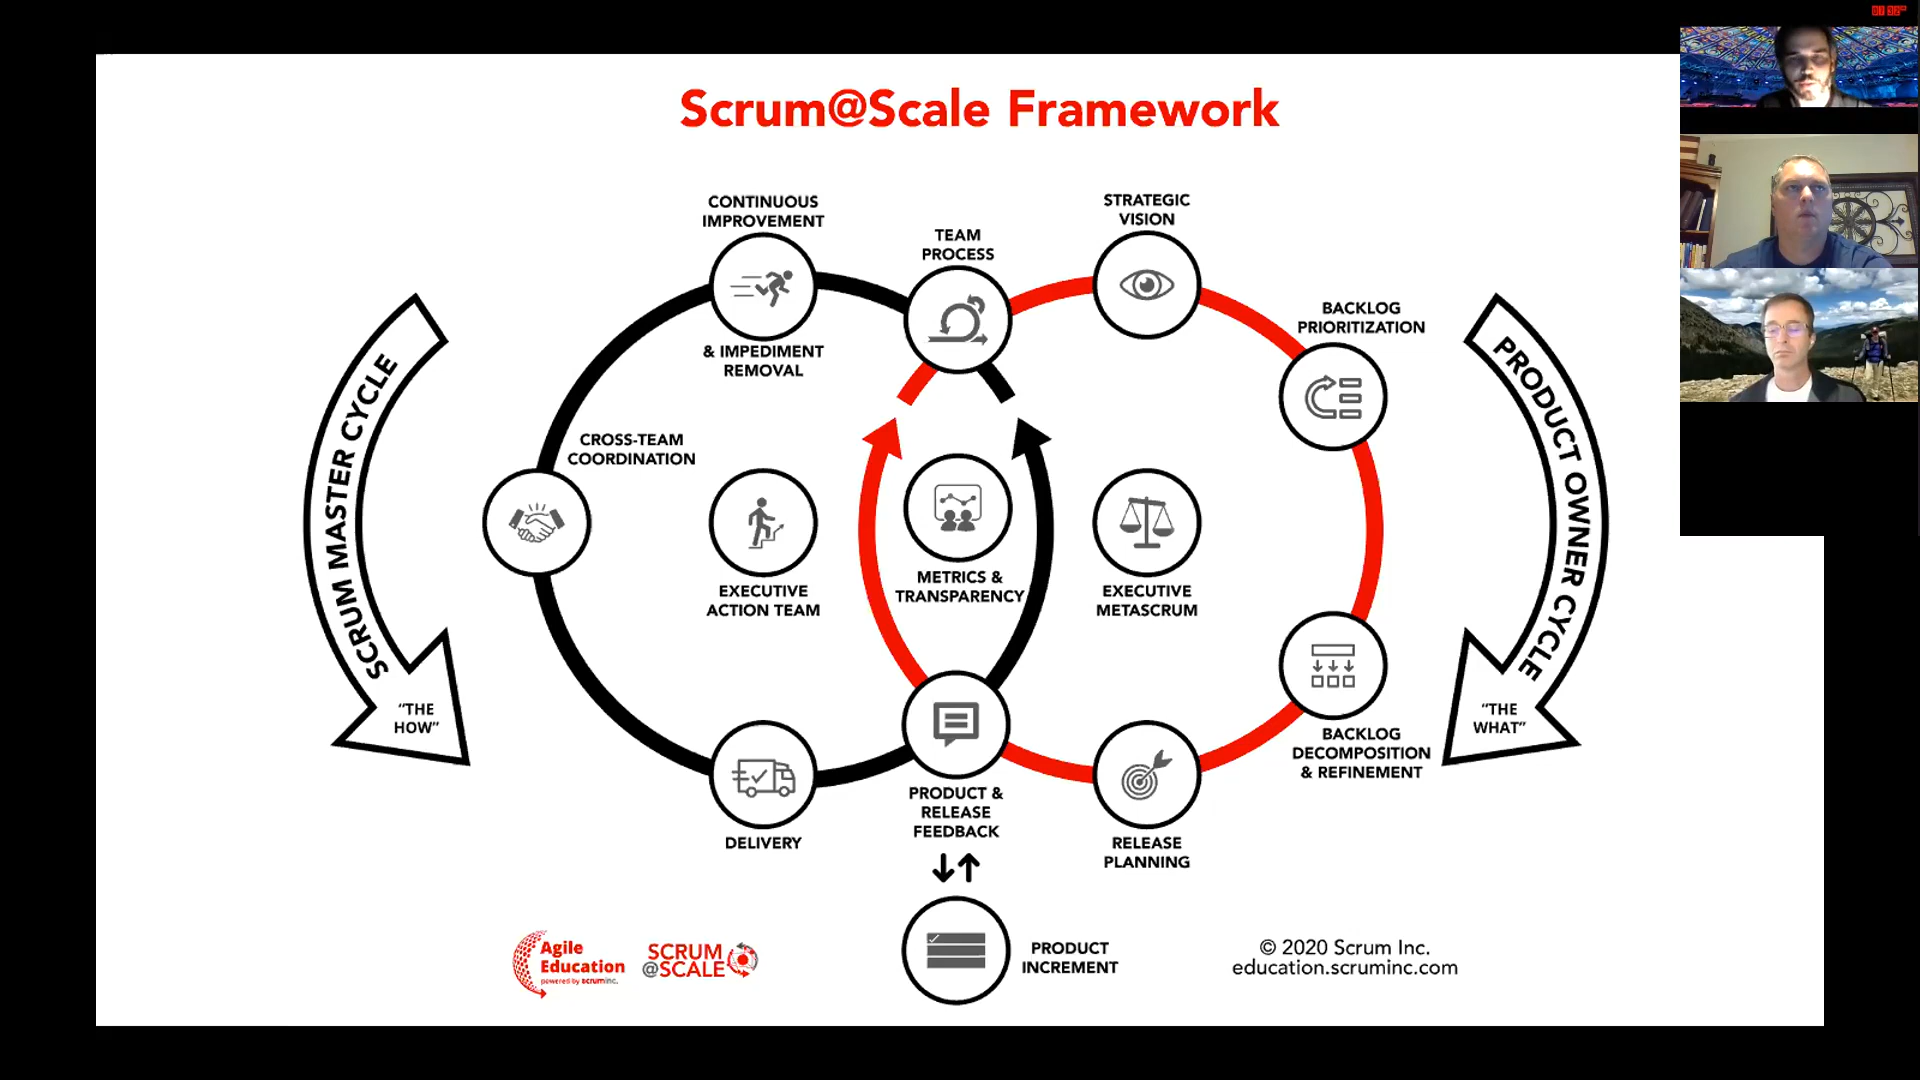 Scrum@Scale Framework
CONTINUOUS
IMPROVEMENT
& IMPEDIMENT
REMOVAL
TEAM
PROCESS
STRATEGIC
VISION
BACKLOG
PRIORITIZATION
CROSS-TEAM
COORDINATION
EXECUTIVE
ACTION TEAM
METRICS &
TRANSPARENCY
EXECUTIVE
METASCRUM
SCRUM MASTER CYCLE
"THE
HOW"
PRODUCT OWNER CYCLE
"THE
WHAT"
BACKLOG
DECOMPOSITION
& REFINEMENT
DELIVERY
PRODUCT &
RELEASE
FEEDBACK
RELEASE
PLANNING
PRODUCT
INCREMENT
Agile
Education
powered by scruminc.
SCRUM
@SCALE
© 2020 Scrum Inc.
education.scruminc.com